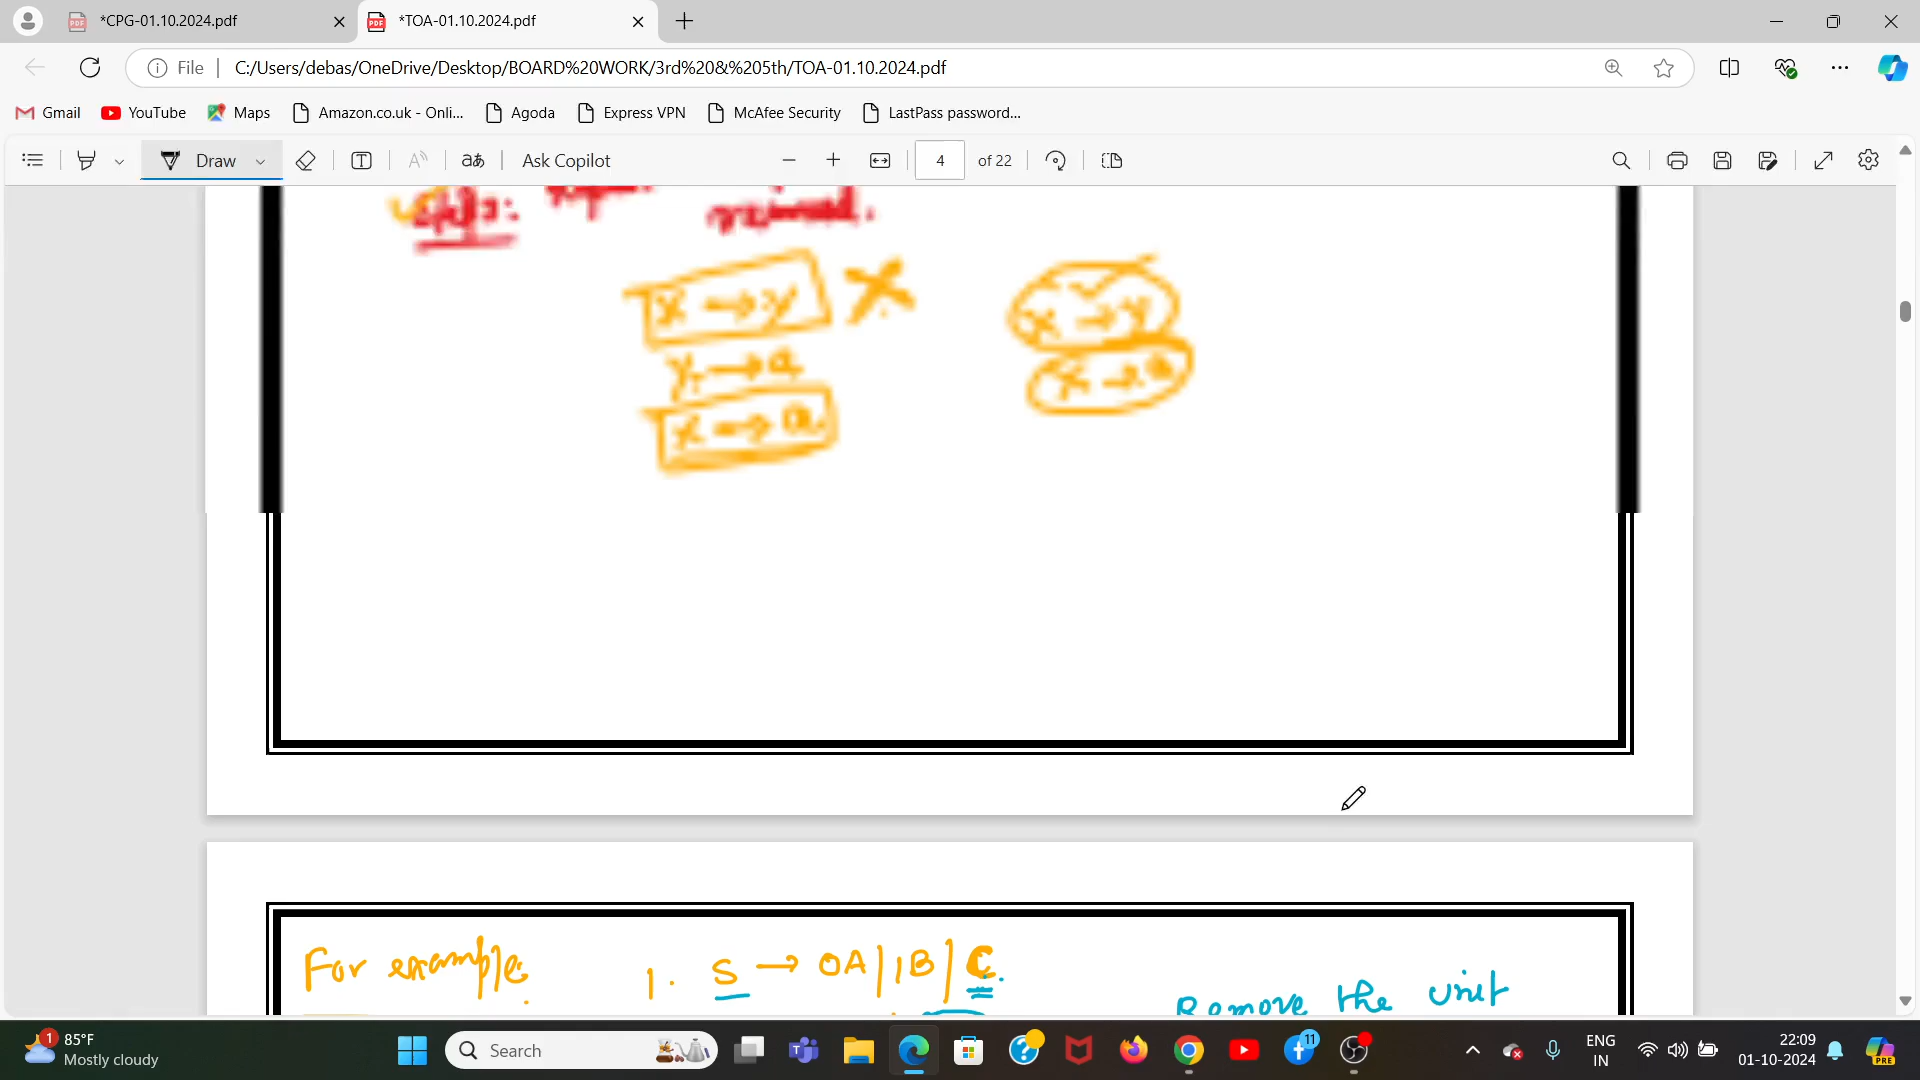 *CPG-01.10.2024.pdf
*TOA-01.10.2024.pdf
File
C:/Users/debas/OneDrive/Desktop/BOARD%20WORK/3rd%20&%205th/TOA-01.10.2024.pdf
Gmail YouTube Maps Amazon.co.uk - Onli... Agoda Express VPN McAfee Security LastPass password...
Draw Ask Copilot 4 of 22
X → Y X
Y → a
X → a
X → Y
X → a
For example 1. S → 0A | 1B | C
Remove the unit
1 85°F
Mostly cloudy
Search
11
ENG
IN
22:09
01-10-2024
PRE